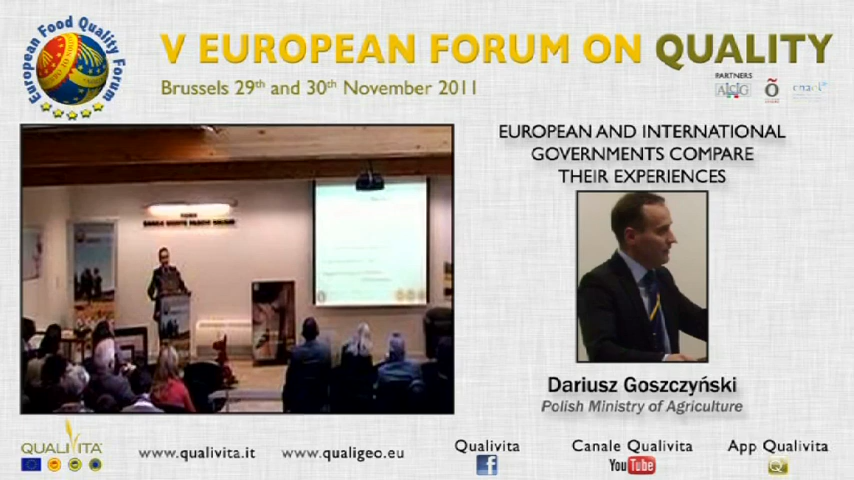 European Food Quality Forum
V EUROPEAN FORUM ON QUALITY
Brussels 29th and 30th November 2011
PARTNERS
EUROPEAN AND INTERNATIONAL
GOVERNMENTS COMPARE
THEIR EXPERIENCES
Dariusz Goszczyński
Polish Ministry of Agriculture
QUALIVITA
www.qualivita.it
www.qualigeo.eu
Qualivita
Canale Qualivita
App Qualivita
f
YouTube
Q